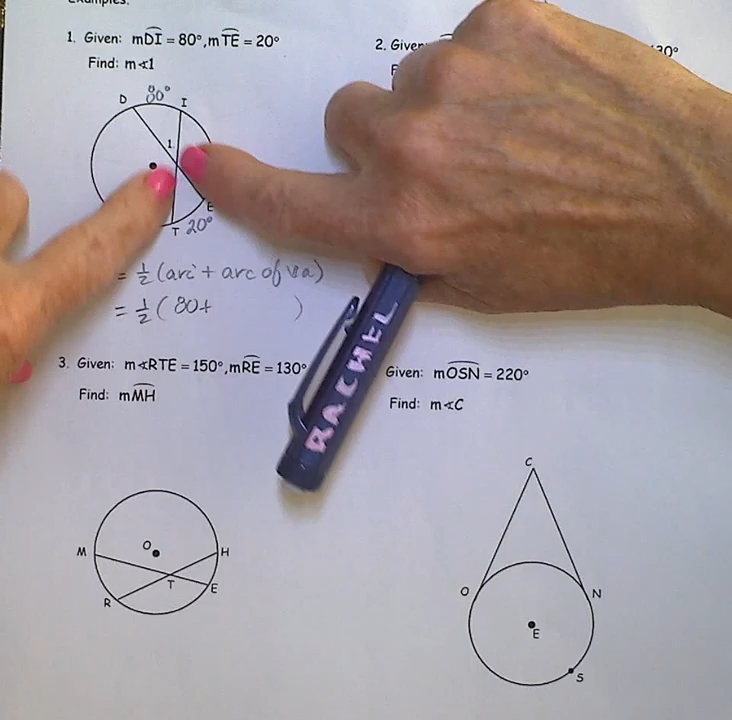 Examples:
1. Given: mDI = 80°, mTE = 20°
Find: m∢1
2. Given:
30°
D 80° I
1
E
T 20°
= ½(arc + arc of va)
= ½( 80+ )
3. Given: m∢RTE = 150°, mRE = 130°
Find: mMH
Given: mOSN = 220°
Find: m∢C
RACHEL
C
M O H
T E
R
O N
E
S